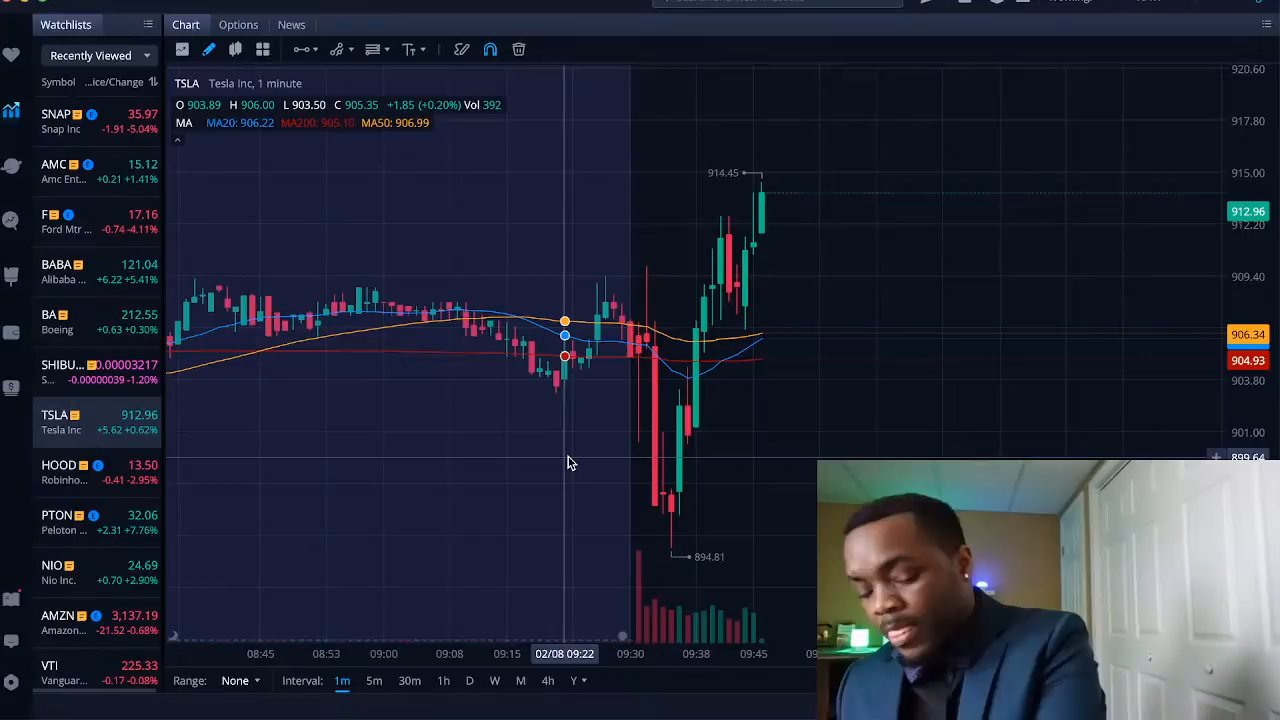 Watchlists
Recently Viewed
Symbol ...ice/Change
SNAP 35.97
Snap Inc -1.91 -5.04%
AMC 15.12
Amc Ent... +0.21 +1.41%
F 17.16
Ford Mtr ... -0.74 -4.11%
BABA 121.04
Alibaba ... +6.22 +5.41%
BA 212.55
Boeing +0.63 +0.30%
SHIBU... 0.00003217
S... -0.00000039 -1.20%
TSLA 912.96
Tesla Inc +5.62 +0.62%
HOOD 13.50
Robinho... -0.41 -2.95%
PTON 32.06
Peloton ... +2.31 +7.76%
NIO 24.69
Nio Inc. +0.70 +2.90%
AMZN 3,137.19
Amazon... -21.52 -0.68%
VTI 225.33
Vanguar... -0.17 -0.08%
Chart Options News
TSLA Tesla Inc, 1 minute
O 903.89 H 906.00 L 903.50 C 905.35 +1.85 (+0.20%) Vol 392
MA MA20: 906.22 MA200: 905.10 MA50: 906.99
914.45
894.81
920.60
917.80
915.00
912.96
912.20
909.40
906.34
904.93
903.80
901.00
899.64
08:45 08:53 09:00 09:08 09:15 02/08 09:22 09:30 09:38 09:45
Range: None Interval: 1m 5m 30m 1h D W M 4h Y